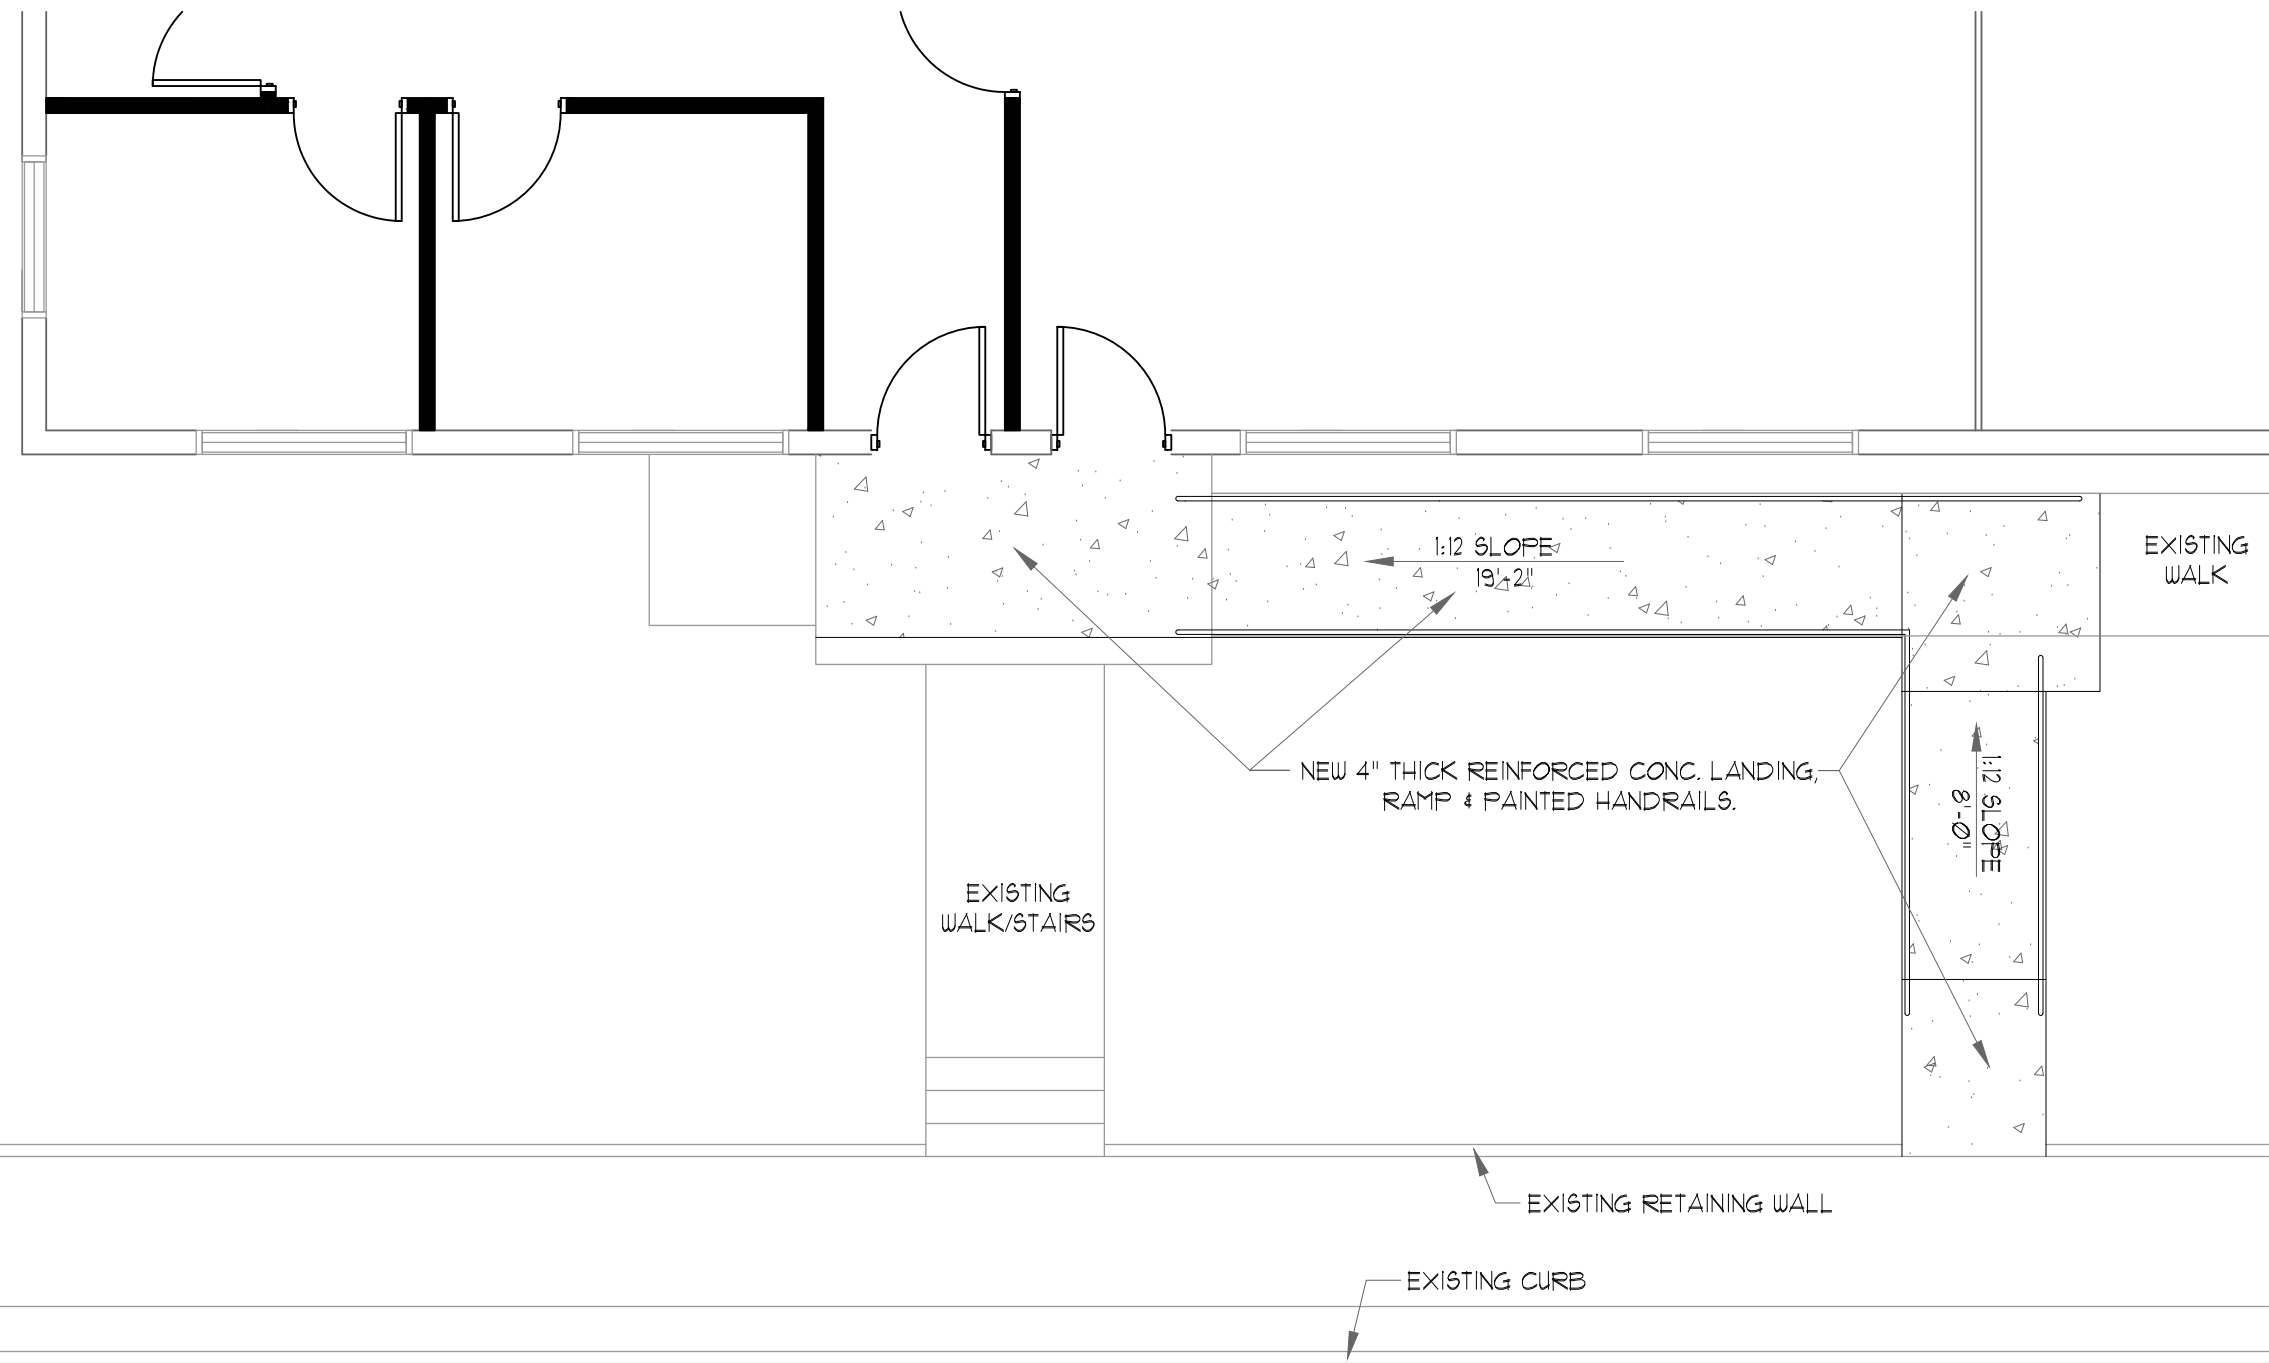 1:12 SLOPE
19'-2"
EXISTING
WALK
NEW 4" THICK REINFORCED CONC. LANDING,
RAMP & PAINTED HANDRAILS.
1:12 SLOPE
8'-0"
EXISTING
WALK/STAIRS
EXISTING RETAINING WALL
EXISTING CURB